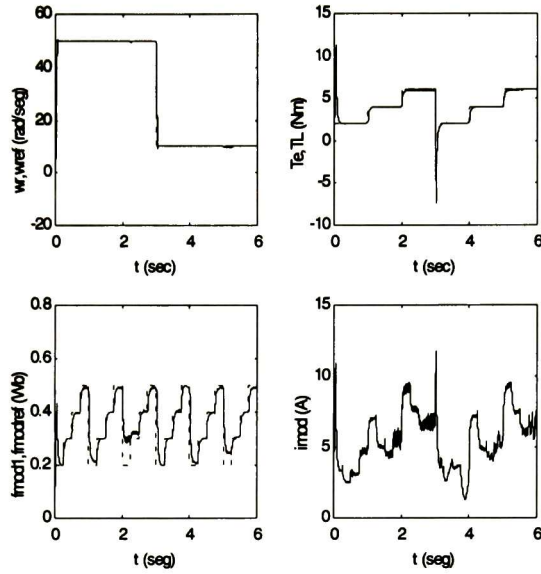 60
40
20
0
-20
wr,wref (rad/seg)
0 2 4 6
t (sec)
15
10
5
0
-5
-10
Te,TL (Nm)
0 2 4 6
t (sec)
0.8
0.6
0.4
0.2
0
fmod1,fmodref (Wb)
0 2 4 6
t (seg)
15
10
5
0
imod (A)
0 2 4 6
t (seg)